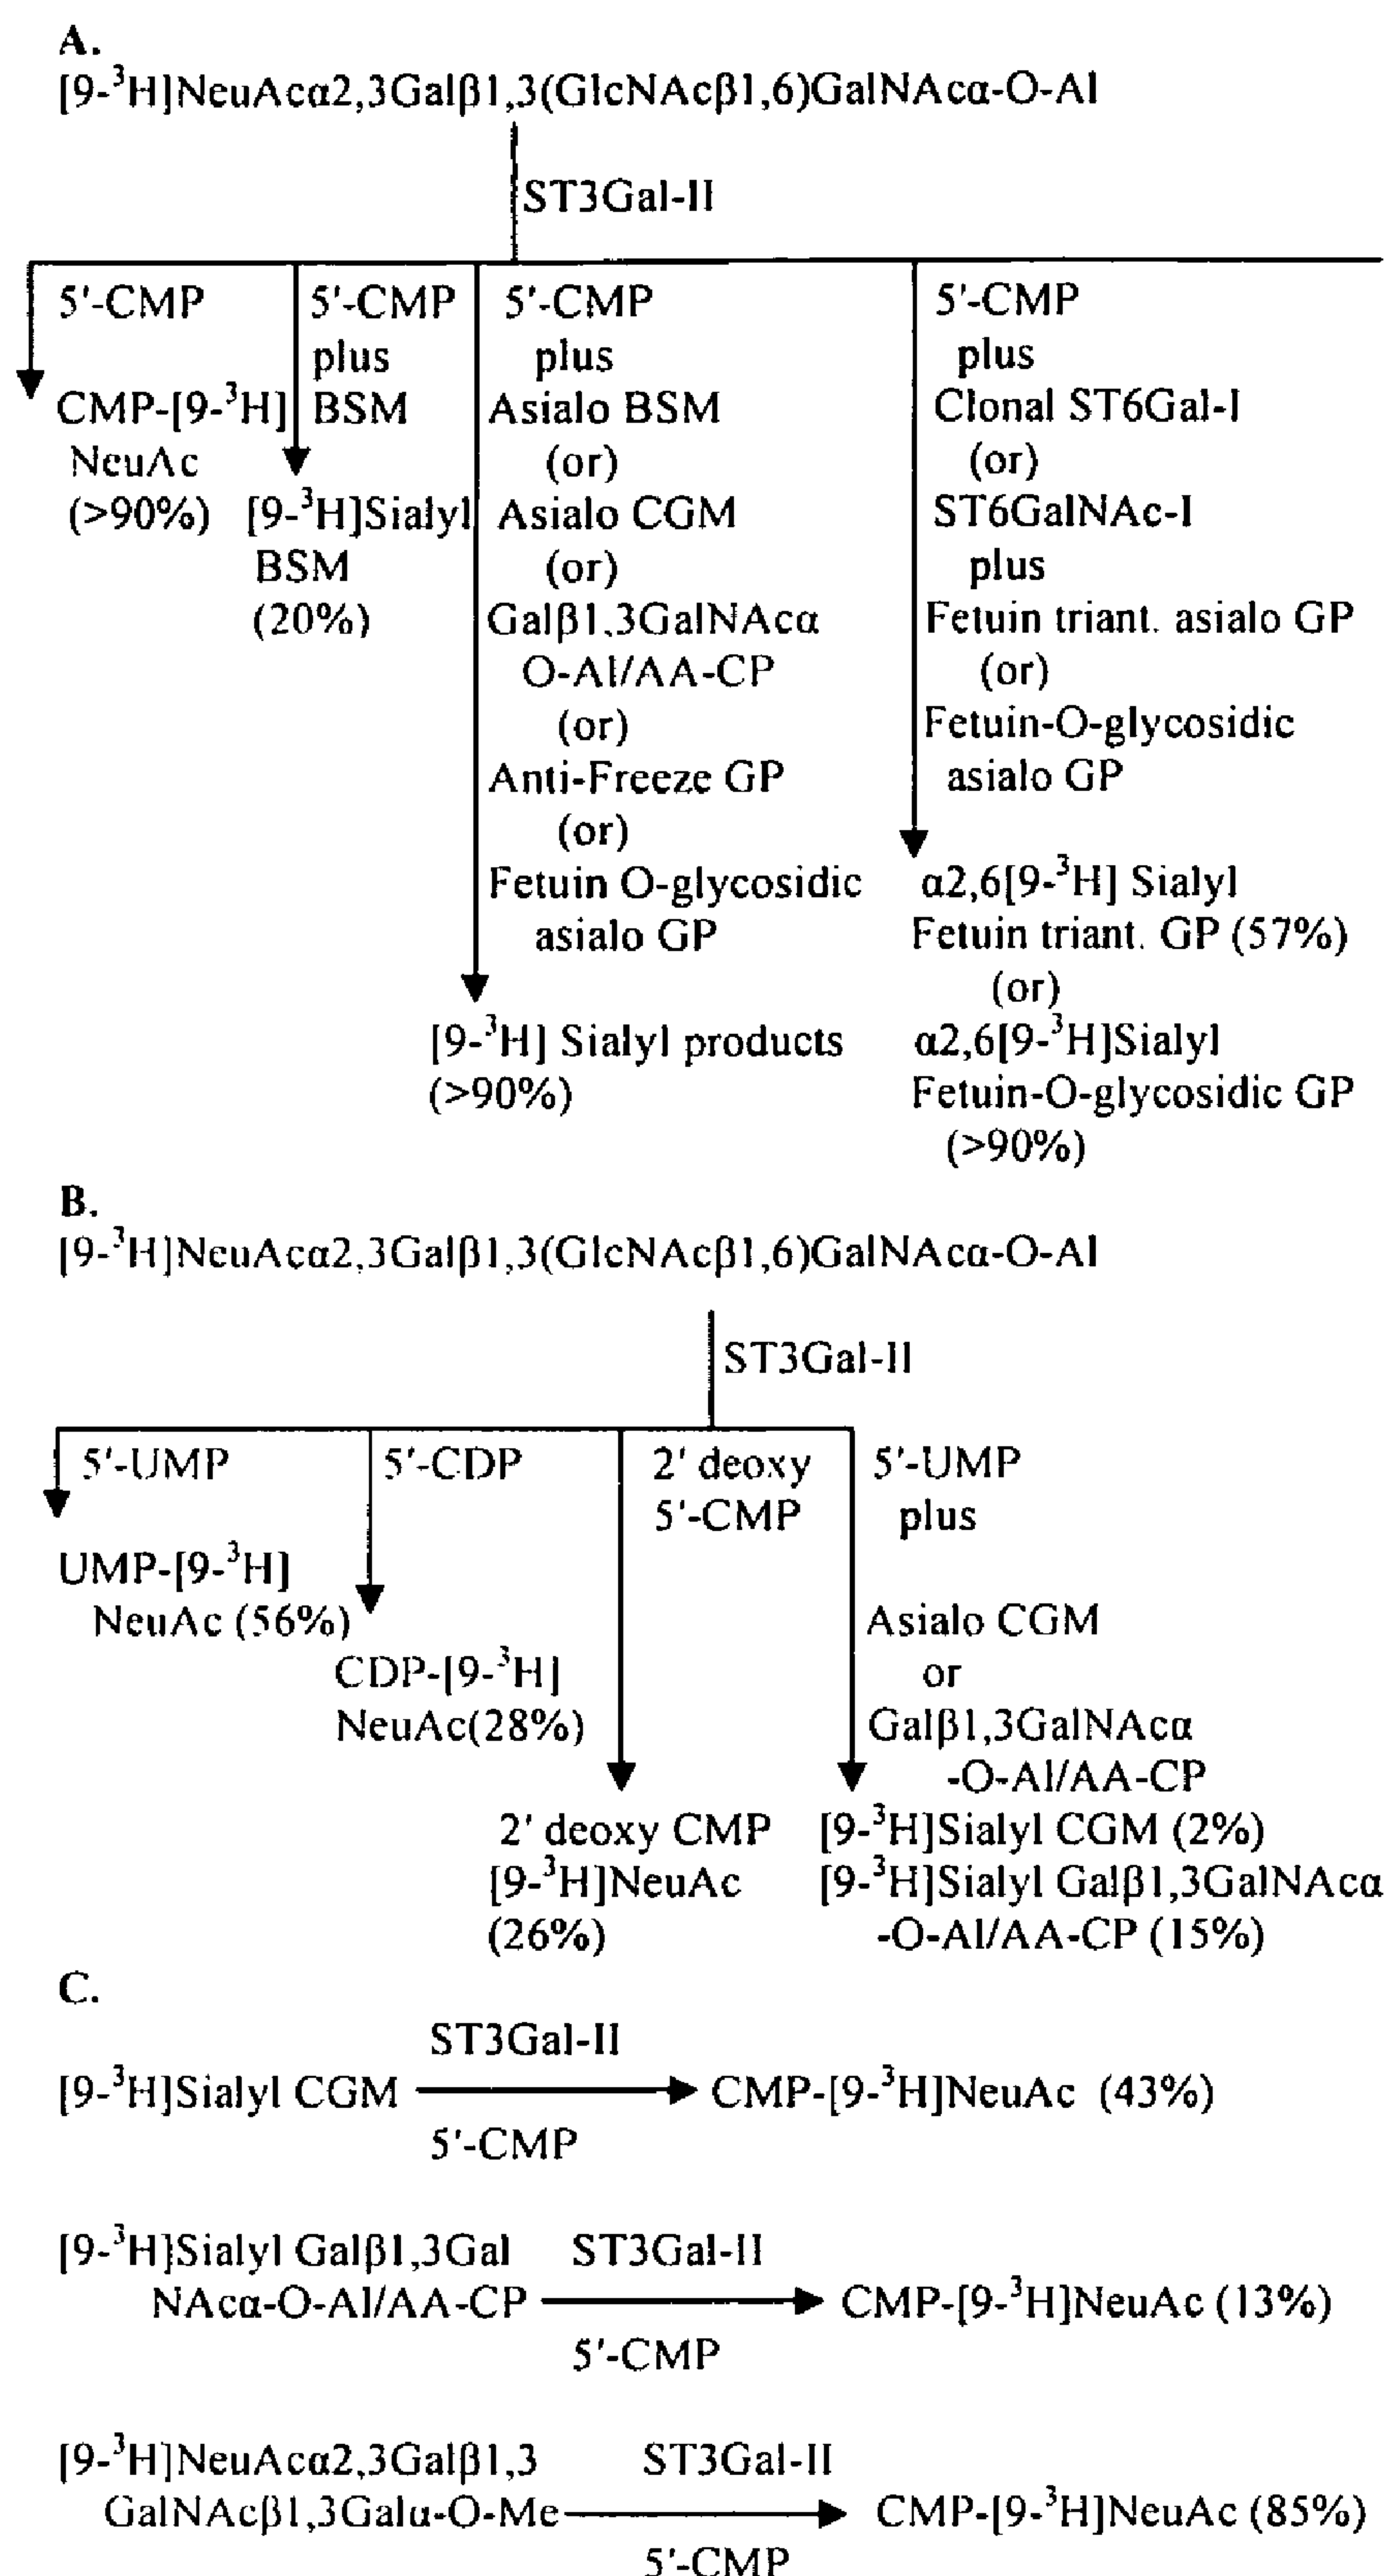 A.
[9-³H]NeuAcα2,3Galβ1,3(GlcNAcβ1,6)GalNAcα-O-Al
ST3Gal-II
5'-CMP
CMP-[9-³H]
NeuAc
(>90%)
5'-CMP
plus
BSM
[9-³H]Sialyl
BSM
(20%)
5'-CMP
plus
Asialo BSM
(or)
Asialo CGM
(or)
Galβ1,3GalNAcα
O-Al/AA-CP
(or)
Anti-Freeze GP
(or)
Fetuin O-glycosidic
asialo GP
[9-³H] Sialyl products
(>90%)
5'-CMP
plus
Clonal ST6Gal-I
(or)
ST6GalNAc-I
plus
Fetuin triant. asialo GP
(or)
Fetuin-O-glycosidic
asialo GP
α2,6[9-³H] Sialyl
Fetuin triant. GP (57%)
(or)
α2,6[9-³H]Sialyl
Fetuin-O-glycosidic GP
(>90%)
B.
[9-³H]NeuAcα2,3Galβ1,3(GlcNAcβ1,6)GalNAcα-O-Al
ST3Gal-II
5'-UMP
UMP-[9-³H]
NeuAc (56%)
5'-CDP
CDP-[9-³H]
NeuAc(28%)
2' deoxy
5'-CMP
2' deoxy CMP
[9-³H]NeuAc
(26%)
5'-UMP
plus
Asialo CGM
or
Galβ1,3GalNAcα
-O-Al/AA-CP
[9-³H]Sialyl CGM (2%)
[9-³H]Sialyl Galβ1,3GalNAcα
-O-Al/AA-CP (15%)
C.
ST3Gal-II
[9-³H]Sialyl CGM
CMP-[9-³H]NeuAc (43%)
5'-CMP
[9-³H]Sialyl Galβ1,3Gal
ST3Gal-II
NAcα-O-Al/AA-CP
CMP-[9-³H]NeuAc (13%)
5'-CMP
[9-³H]NeuAcα2,3Galβ1,3
ST3Gal-II
GalNAcβ1,3Galα-O-Me
CMP-[9-³H]NeuAc (85%)
5'-CMP